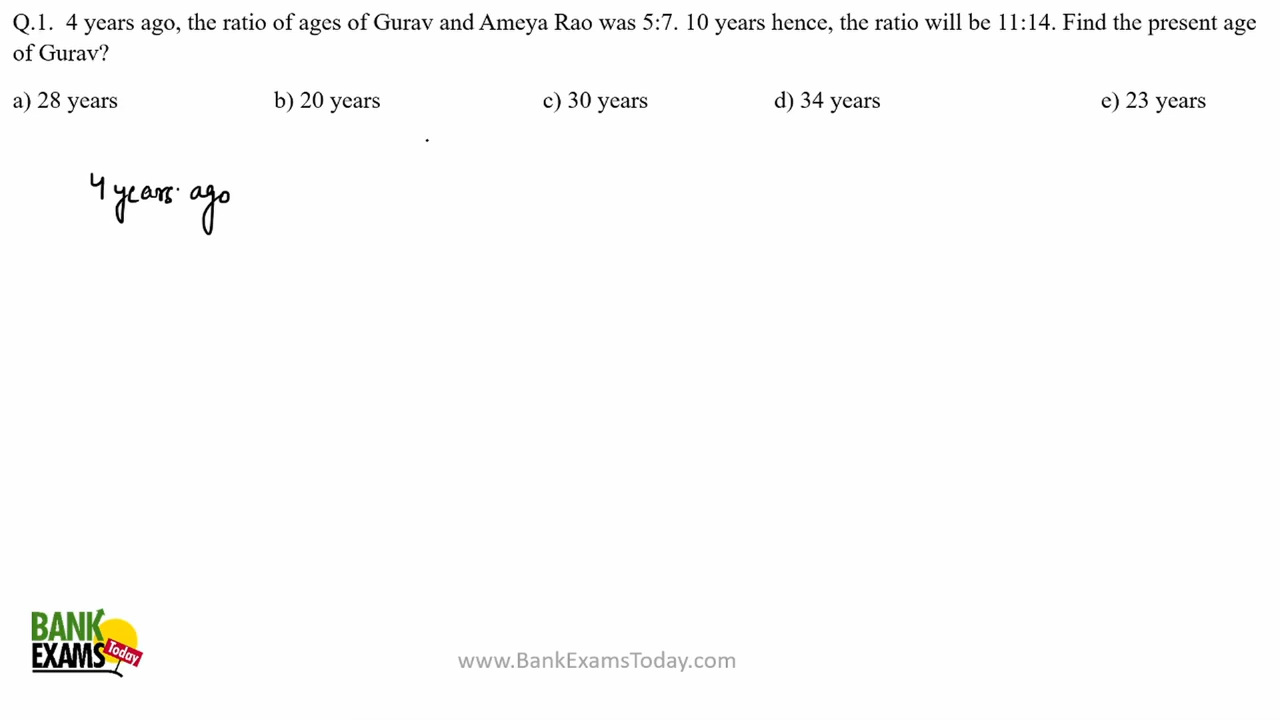 Q.1. 4 years ago, the ratio of ages of Gurav and Ameya Rao was 5:7. 10 years hence, the ratio will be 11:14. Find the present age
of Gurav?
a) 28 years b) 20 years c) 30 years d) 34 years e) 23 years
4 years ago
BANK
EXAMS Today
www.BankExamsToday.com